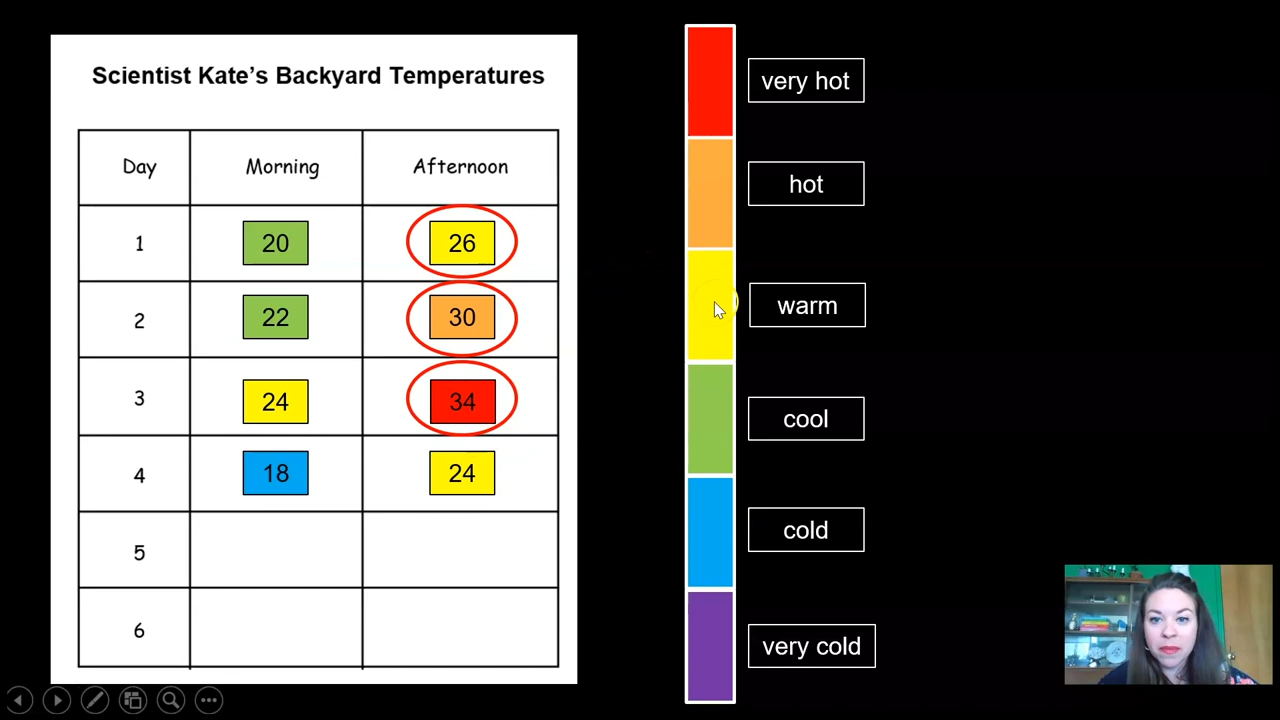 Scientist Kate's Backyard Temperatures
Day Morning Afternoon
1 20 26
2 22 30
3 24 34
4 18 24
5
6
very hot
hot
warm
cool
cold
very cold